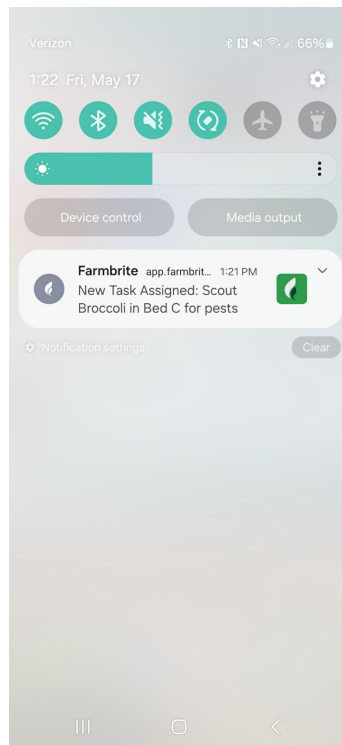 Verizon 66%
1:22 Fri, May 17
Device control Media output
Farmbrite app.farmbrit... 1:21 PM
New Task Assigned: Scout
Broccoli in Bed C for pests
Notification settings Clear